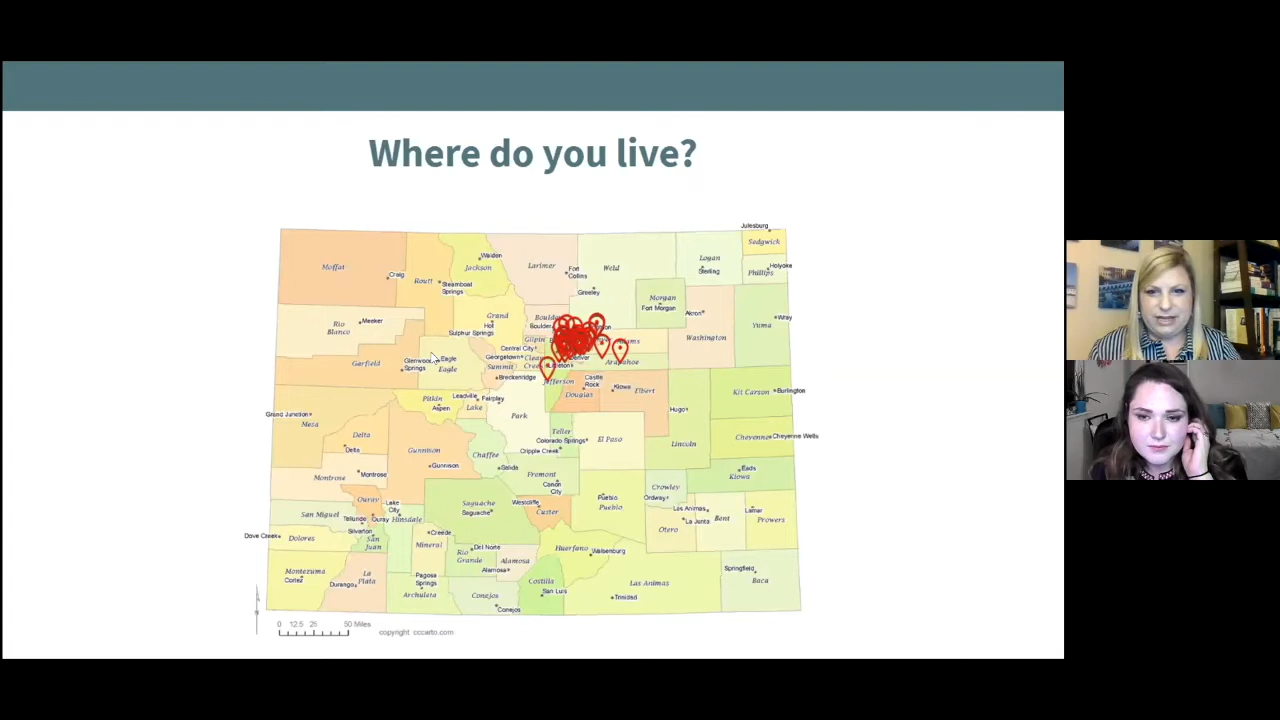 Where do you live?
Julesburg
Sedgwick
Moffat
Craig
Routt
Steamboat
Springs
Walden
Jackson
Larimer
Fort
Collins
Weld
Greeley
Logan
Sterling
Phillips
Holyoke
Morgan
Fort Morgan
Akron
Washington
Yuma
Wray
Rio
Blanco
Meeker
Grand
Hot
Sulphur Springs
Gilpin
Central City
Georgetown
Garfield
Glenwood
Springs
Eagle
Eagle
Summit
Breckenridge
Denver
Littleton
Jefferson
Castle
Rock
Douglas
Kiowa
Elbert
Kit Carson
Burlington
Pitkin
Aspen
Leadville
Lake
Fairplay
Park
Hugo
Lincoln
Grand Junction
Mesa
Delta
Delta
Gunnison
Gunnison
Chaffee
Teller
Colorado Springs
Cripple Creek
El Paso
Cheyenne
Cheyenne Wells
Montrose
Montrose
Salida
Fremont
Canon
City
Eads
Kiowa
Crowley
Ordway
Ouray
Ouray
Lake
City
Hinsdale
Saguache
Saguache
Westcliffe
Custer
Pueblo
Pueblo
Las Animas
La Junta
Otero
Bent
Lamar
Prowers
San Miguel
Telluride
Silverton
San
Juan
Dove Creek
Dolores
Creede
Mineral
Del Norte
Rio
Grande
Alamosa
Alamosa
Huerfano
Walsenburg
Montezuma
Cortez
La
Plata
Durango
Pagosa
Springs
Archuleta
Conejos
Conejos
Costilla
San Luis
Las Animas
Trinidad
Springfield
Baca
0 12.5 25 50 Miles
copyright cccarto.com